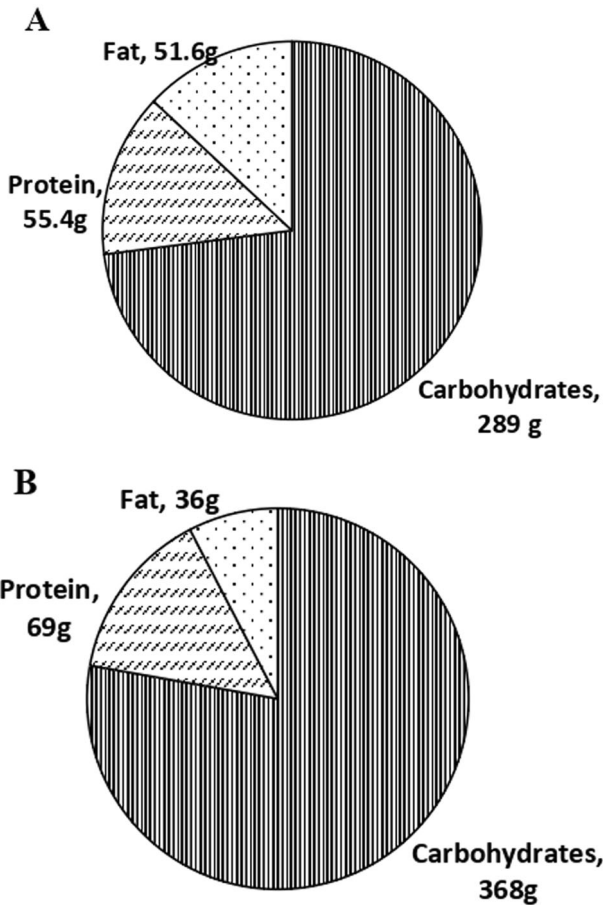 A
Fat, 51.6g
Protein,
55.4g
Carbohydrates,
289 g
B
Fat, 36g
Protein,
69g
Carbohydrates,
368g